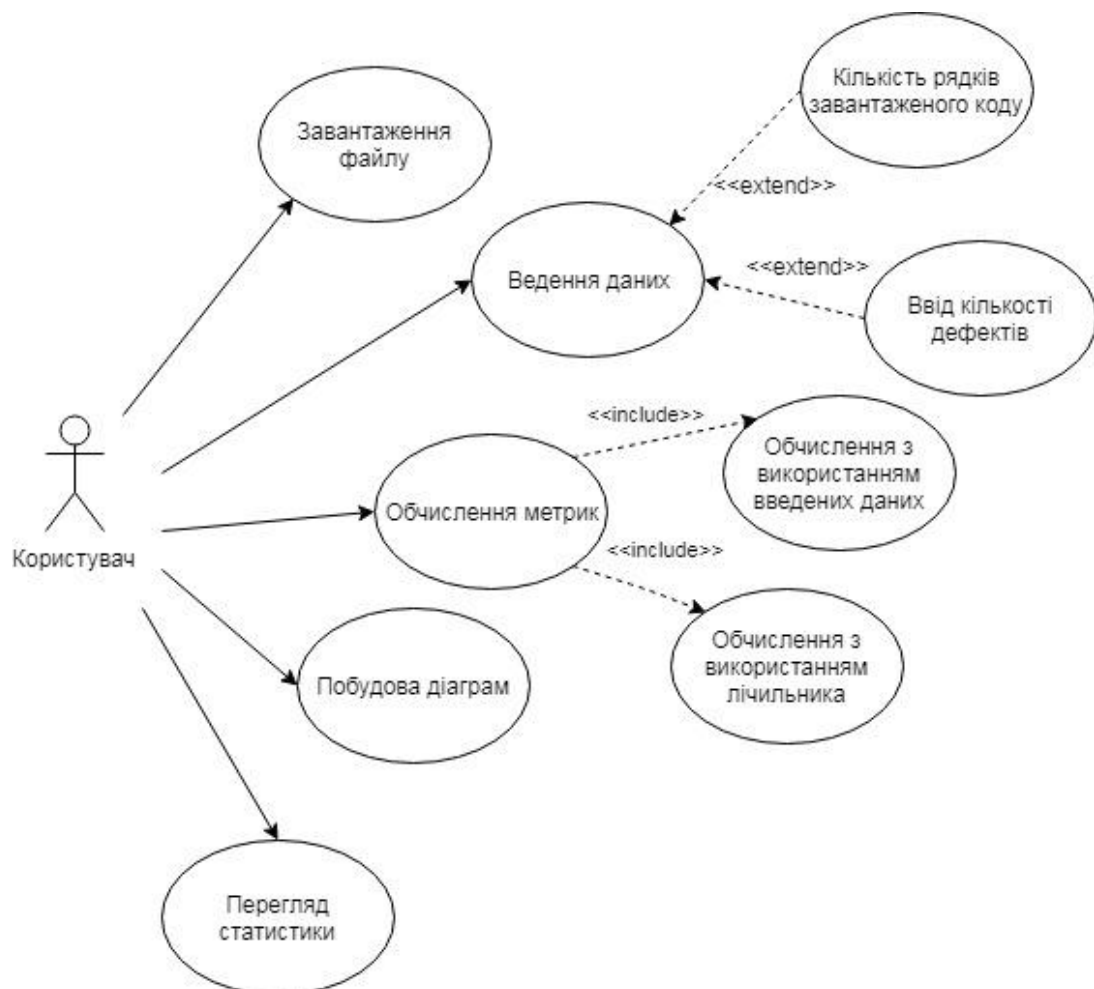 Кількість рядків
завантаженого коду
Завантаження
файлу
<<extend>>
Ведення даних
<<extend>>
Ввід кількості
дефектів
<<include>>
Обчислення з
використанням
введених даних
Обчислення метрик
<<include>>
Користувач
Обчислення з
використанням
лічильника
Побудова діаграм
Перегляд
статистики